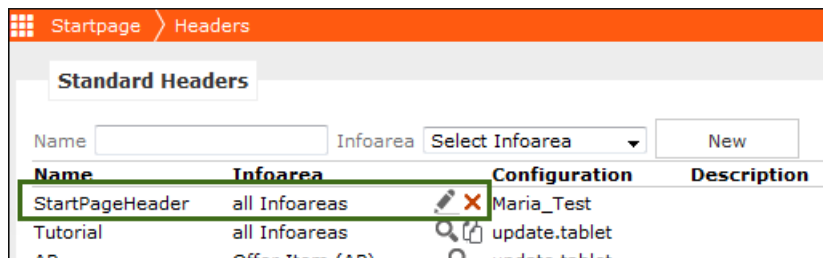 Startpage Headers
Standard Headers
Name Infoarea Select Infoarea New
Name Infoarea Configuration Description
StartPageHeader all Infoareas Maria_Test
Tutorial all Infoareas update.tablet